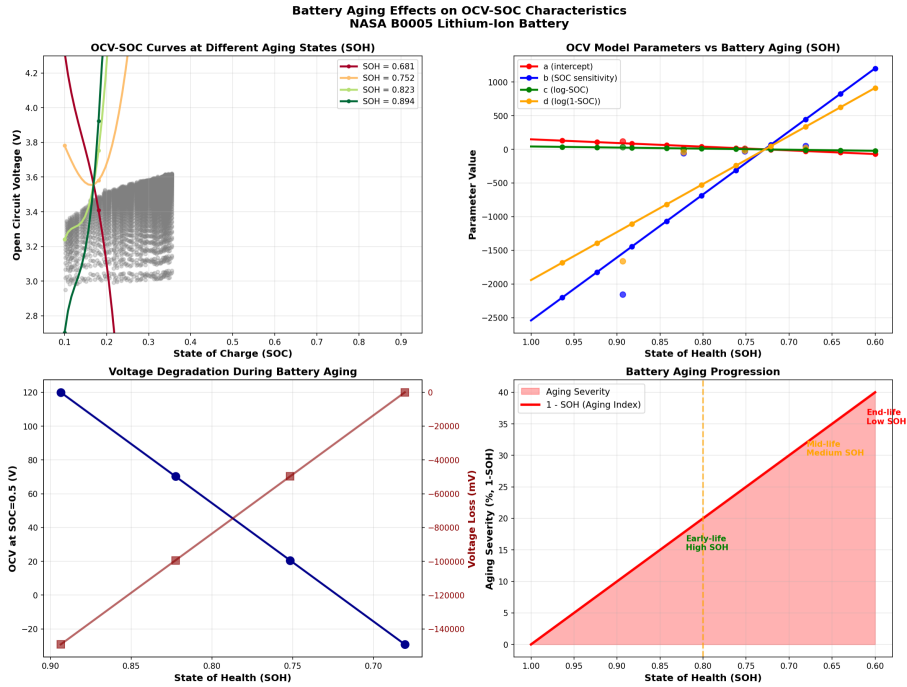 Battery Aging Effects on OCV-SOC Characteristics
NASA B0005 Lithium-Ion Battery
OCV-SOC Curves at Different Aging States (SOH)
4.2
4.0
3.8
3.6
3.4
3.2
3.0
2.8
Open Circuit Voltage (V)
SOH = 0.681
SOH = 0.752
SOH = 0.823
SOH = 0.894
0.1 0.2 0.3 0.4 0.5 0.6 0.7 0.8 0.9
State of Charge (SOC)
OCV Model Parameters vs Battery Aging (SOH)
1000
500
0
−500
−1000
−1500
−2000
−2500
Parameter Value
a (intercept)
b (SOC sensitivity)
c (log-SOC)
d (log(1-SOC))
1.00 0.95 0.90 0.85 0.80 0.75 0.70 0.65 0.60
State of Health (SOH)
Voltage Degradation During Battery Aging
120
100
80
60
40
20
0
−20
OCV at SOC=0.5 (V)
0
−20000
−40000
−60000
−80000
−100000
−120000
−140000
Voltage Loss (mV)
0.90 0.85 0.80 0.75 0.70
State of Health (SOH)
Battery Aging Progression
40
35
30
25
20
15
10
5
0
Aging Severity (%, 1-SOH)
Aging Severity
1 - SOH (Aging Index)
End-life
Low SOH
Mid-life
Medium SOH
Early-life
High SOH
1.00 0.95 0.90 0.85 0.80 0.75 0.70 0.65 0.60
State of Health (SOH)